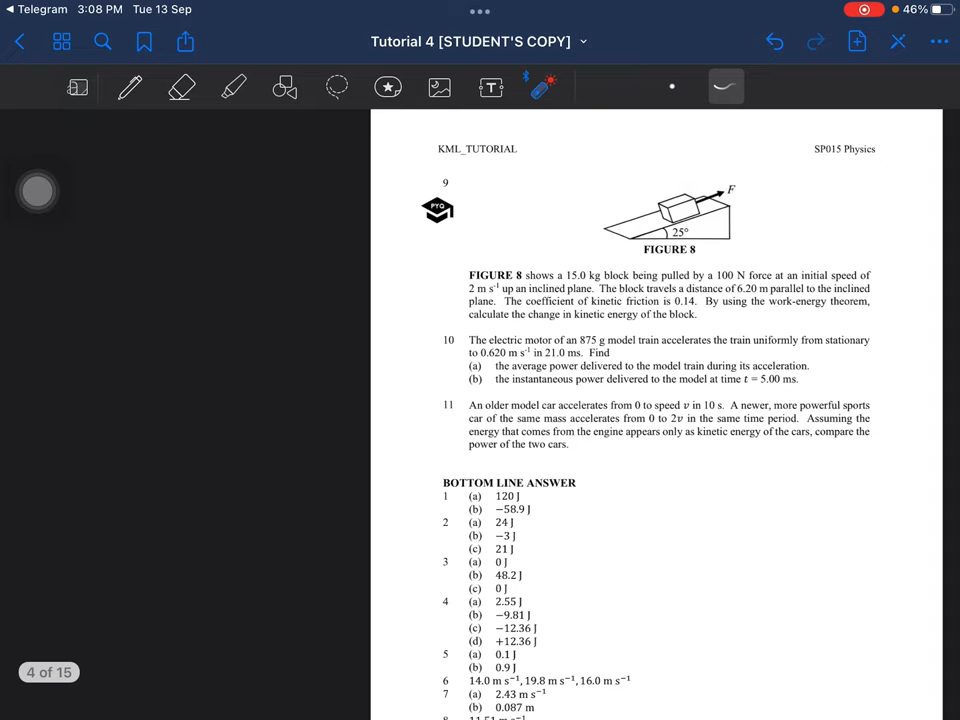 Telegram 3:08 PM Tue 13 Sep
46%
Tutorial 4 [STUDENT'S COPY]
T
KML_TUTORIAL
SP015 Physics
9
PYQ
F
25°
FIGURE 8
FIGURE 8 shows a 15.0 kg block being pulled by a 100 N force at an initial speed of
2 m s⁻¹ up an inclined plane. The block travels a distance of 6.20 m parallel to the inclined
plane. The coefficient of kinetic friction is 0.14. By using the work-energy theorem,
calculate the change in kinetic energy of the block.
10 The electric motor of an 875 g model train accelerates the train uniformly from stationary
to 0.620 m s⁻¹ in 21.0 ms. Find
(a) the average power delivered to the model train during its acceleration.
(b) the instantaneous power delivered to the model at time t = 5.00 ms.
11 An older model car accelerates from 0 to speed v in 10 s. A newer, more powerful sports
car of the same mass accelerates from 0 to 2v in the same time period. Assuming the
energy that comes from the engine appears only as kinetic energy of the cars, compare the
power of the two cars.
BOTTOM LINE ANSWER
1 (a) 120 J
(b) −58.9 J
2 (a) 24 J
(b) −3 J
(c) 21 J
3 (a) 0 J
(b) 48.2 J
(c) 0 J
4 (a) 2.55 J
(b) −9.81 J
(c) −12.36 J
(d) +12.36 J
5 (a) 0.1 J
(b) 0.9 J
6 14.0 m s⁻¹, 19.8 m s⁻¹, 16.0 m s⁻¹
7 (a) 2.43 m s⁻¹
(b) 0.087 m
8 11.51 m s⁻¹
4 of 15